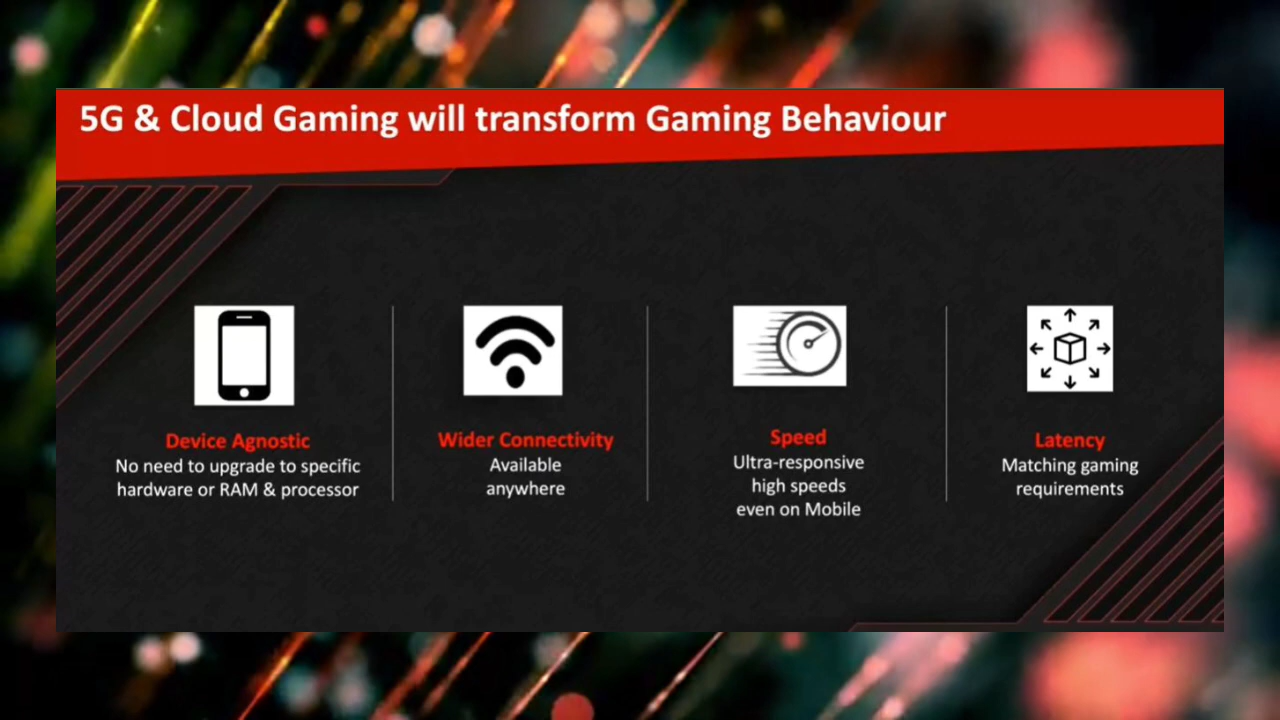 5G & Cloud Gaming will transform Gaming Behaviour
Device Agnostic
No need to upgrade to specific
hardware or RAM & processor
Wider Connectivity
Available
anywhere
Speed
Ultra-responsive
high speeds
even on Mobile
Latency
Matching gaming
requirements